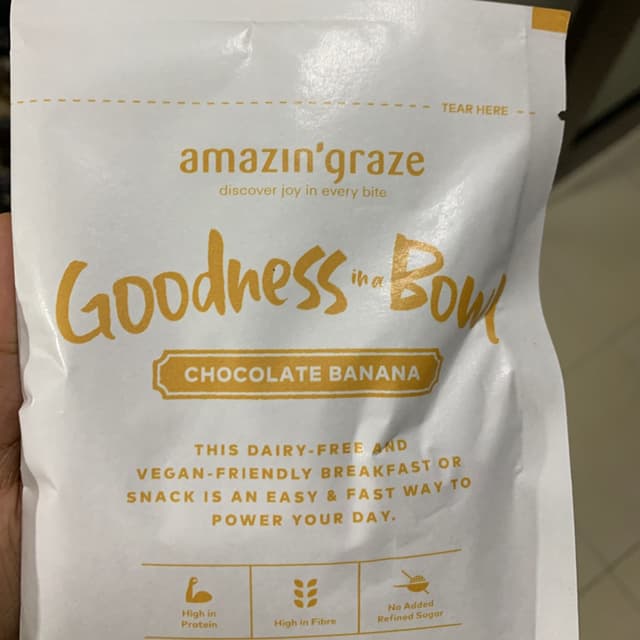 TEAR HERE
amazin'graze
discover joy in every bite
Goodness in a Bowl
CHOCOLATE BANANA
THIS DAIRY-FREE AND
VEGAN-FRIENDLY BREAKFAST OR
SNACK IS AN EASY & FAST WAY TO
POWER YOUR DAY.
High in
Protein
High in Fibre
No Added
Refined Sugar